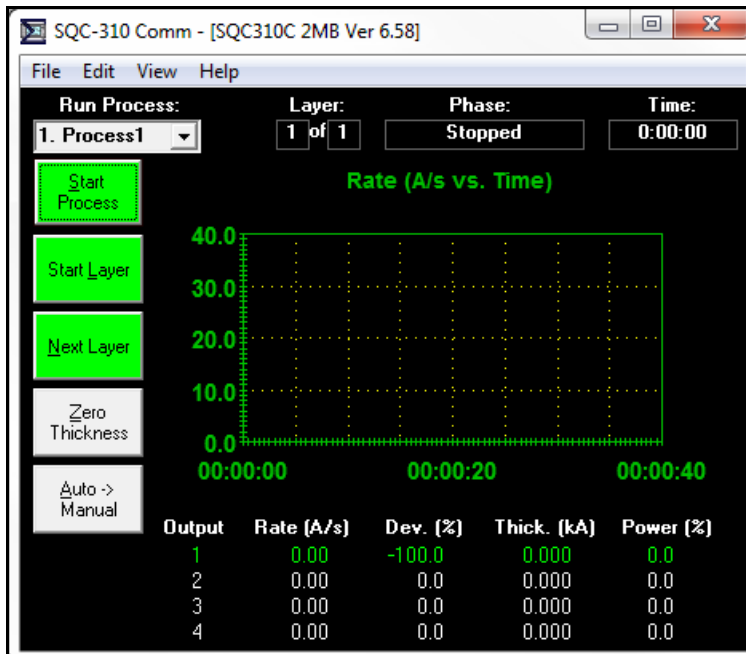 SQC-310 Comm - [SQC310C 2MB Ver 6.58]
File Edit View Help
Run Process: Layer: Phase: Time:
1. Process1 1 of 1 Stopped 0:00:00
Start Process
Start Layer
Next Layer
Zero Thickness
Auto -> Manual
Rate (A/s vs. Time)
40.0
30.0
20.0
10.0
0.0
00:00:00 00:00:20 00:00:40
Output Rate (A/s) Dev. (%) Thick. (kA) Power (%)
1 0.00 -100.0 0.000 0.0
2 0.00 0.0 0.000 0.0
3 0.00 0.0 0.000 0.0
4 0.00 0.0 0.000 0.0